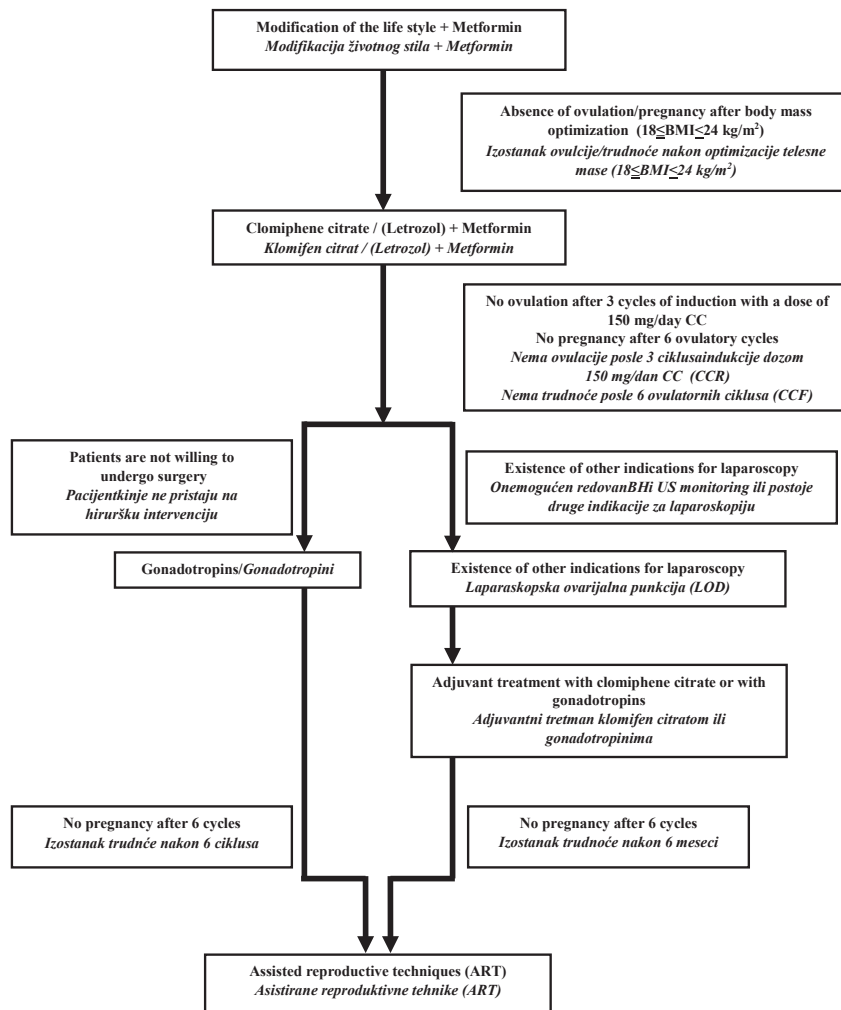 Modification of the life style + Metformin
Modifikacija životnog stila + Metformin
Absence of ovulation/pregnancy after body mass
optimization (18≤BMI≤24 kg/m²)
Izostanak ovulcije/trudnoće nakon optimizacije telesne
mase (18≤BMI≤24 kg/m²)
Clomiphene citrate / (Letrozol) + Metformin
Klomifen citrat / (Letrozol) + Metformin
No ovulation after 3 cycles of induction with a dose of
150 mg/day CC
No pregnancy after 6 ovulatory cycles
Nema ovulacije posle 3 ciklusaindukcije dozom
150 mg/dan CC (CCR)
Nema trudnoće posle 6 ovulatornih ciklusa (CCF)
Patients are not willing to
undergo surgery
Pacijentkinje ne pristaju na
hiruršku intervenciju
Existence of other indications for laparoscopy
Onemogućen redovanBHi US monitoring ili postoje
druge indikacije za laparoskopiju
Gonadotropins/Gonadotropini
Existence of other indications for laparoscopy
Laparaskopska ovarijalna punkcija (LOD)
Adjuvant treatment with clomiphene citrate or with
gonadotropins
Adjuvantni tretman klomifen citratom ili
gonadotropinima
No pregnancy after 6 cycles
Izostanak trudnće nakon 6 ciklusa
No pregnancy after 6 cycles
Izostanak trudnoće nakon 6 meseci
Assisted reproductive techniques (ART)
Asistirane reproduktivne tehnike (ART)